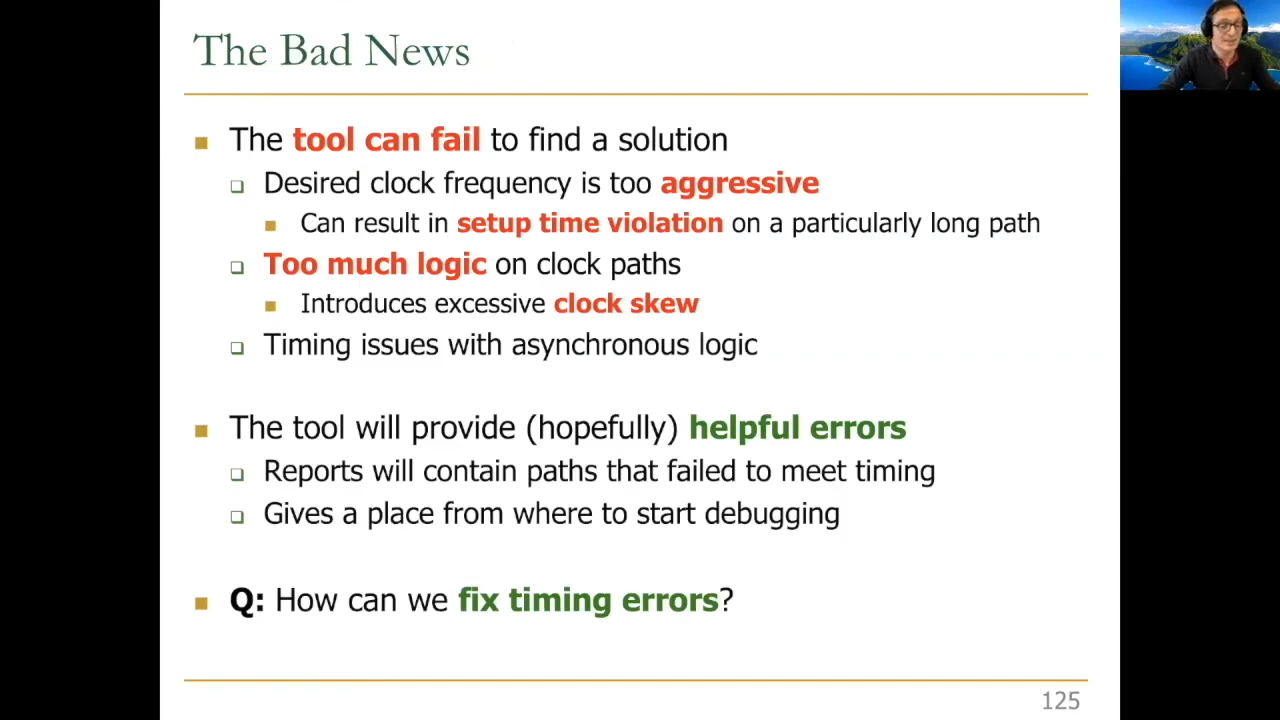 The Bad News
The tool can fail to find a solution
Desired clock frequency is too aggressive
Can result in setup time violation on a particularly long path
Too much logic on clock paths
Introduces excessive clock skew
Timing issues with asynchronous logic
The tool will provide (hopefully) helpful errors
Reports will contain paths that failed to meet timing
Gives a place from where to start debugging
Q: How can we fix timing errors?
125